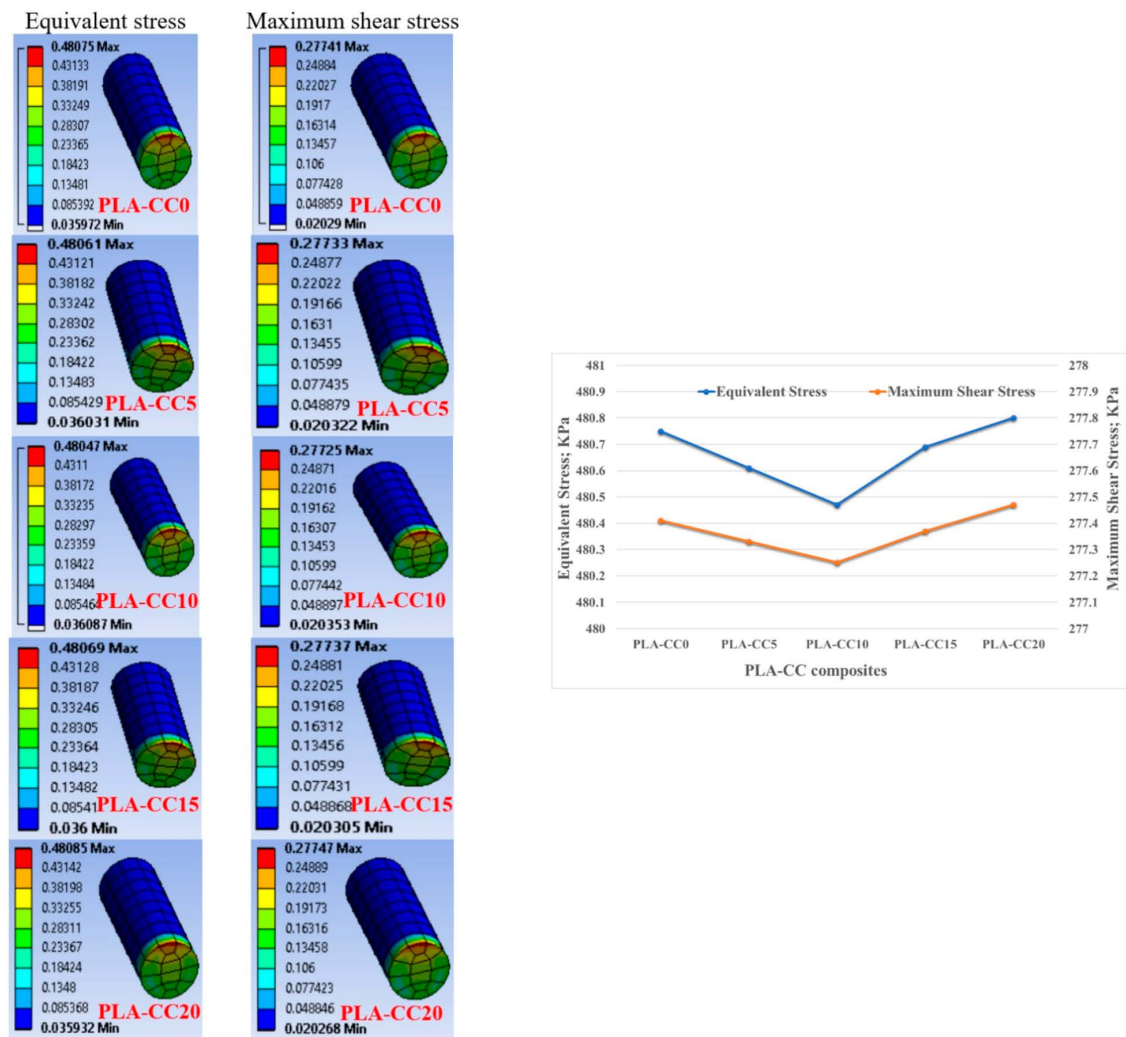 Equivalent stress
0.48075 Max
0.43133
0.38191
0.33249
0.28307
0.23365
0.18423
0.13481
0.085392
0.035972 Min
PLA-CC0
Maximum shear stress
0.27741 Max
0.24884
0.22027
0.1917
0.16314
0.13457
0.106
0.077428
0.048859
0.02029 Min
PLA-CC0
0.48061 Max
0.43121
0.38182
0.33242
0.28302
0.23362
0.18422
0.13483
0.085429
0.036031 Min
PLA-CC5
0.27733 Max
0.24877
0.22022
0.19166
0.1631
0.13455
0.10599
0.077435
0.048879
0.020322 Min
PLA-CC5
0.48047 Max
0.4311
0.38172
0.33235
0.28297
0.23359
0.18422
0.13484
0.085464
0.036087 Min
PLA-CC10
0.27725 Max
0.24871
0.22016
0.19162
0.16307
0.13453
0.10599
0.077442
0.048897
0.020353 Min
PLA-CC10
0.48069 Max
0.43128
0.38187
0.33246
0.28305
0.23364
0.18423
0.13482
0.08541
0.036 Min
PLA-CC15
0.27737 Max
0.24881
0.22025
0.19168
0.16312
0.13456
0.10599
0.077431
0.048868
0.020305 Min
PLA-CC15
0.48085 Max
0.43142
0.38198
0.33255
0.28311
0.23367
0.18424
0.1348
0.085368
0.035932 Min
PLA-CC20
0.27747 Max
0.24889
0.22031
0.19173
0.16316
0.13458
0.106
0.077423
0.048846
0.020268 Min
PLA-CC20
Equivalent Stress; KPa
481
480.9
480.8
480.7
480.6
480.5
480.4
480.3
480.2
480.1
480
Equivalent Stress
Maximum Shear Stress
278
277.9
277.8
277.7
277.6
277.5
277.4
277.3
277.2
277.1
277
Maximum Shear Stress; KPa
PLA-CC0 PLA-CC5 PLA-CC10 PLA-CC15 PLA-CC20
PLA-CC composites